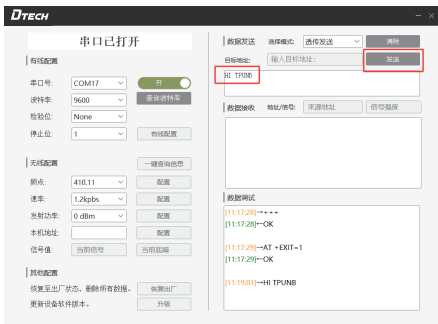 DTECH
串口已打开
有线配置
串口号: COM17 开
波特率: 9600 查询波特率
检验位: None
停止位: 1 有线配置
无线配置 一键查询信息
频点: 410.11 配置
速率: 1.2kpbs 配置
发射功率: 0 dBm 配置
本机地址: 配置
信号值: 当前信号 当前底噪
其他配置
恢复至出厂状态,删除所有数据。 恢复出厂
更新设备软件版本。 升级
数据发送 选择模式: 透传发送 清除
目标地址: 输入目标地址: 发送
HI TPUNB
数据接收 地址/信号: 来源地址 信号强度
数据调试
[11:17:28]→+++
[11:17:28]←OK
[11:17:29]→AT +EXIT=1
[11:17:29]←OK
[11:19:01]→HI TPUNB